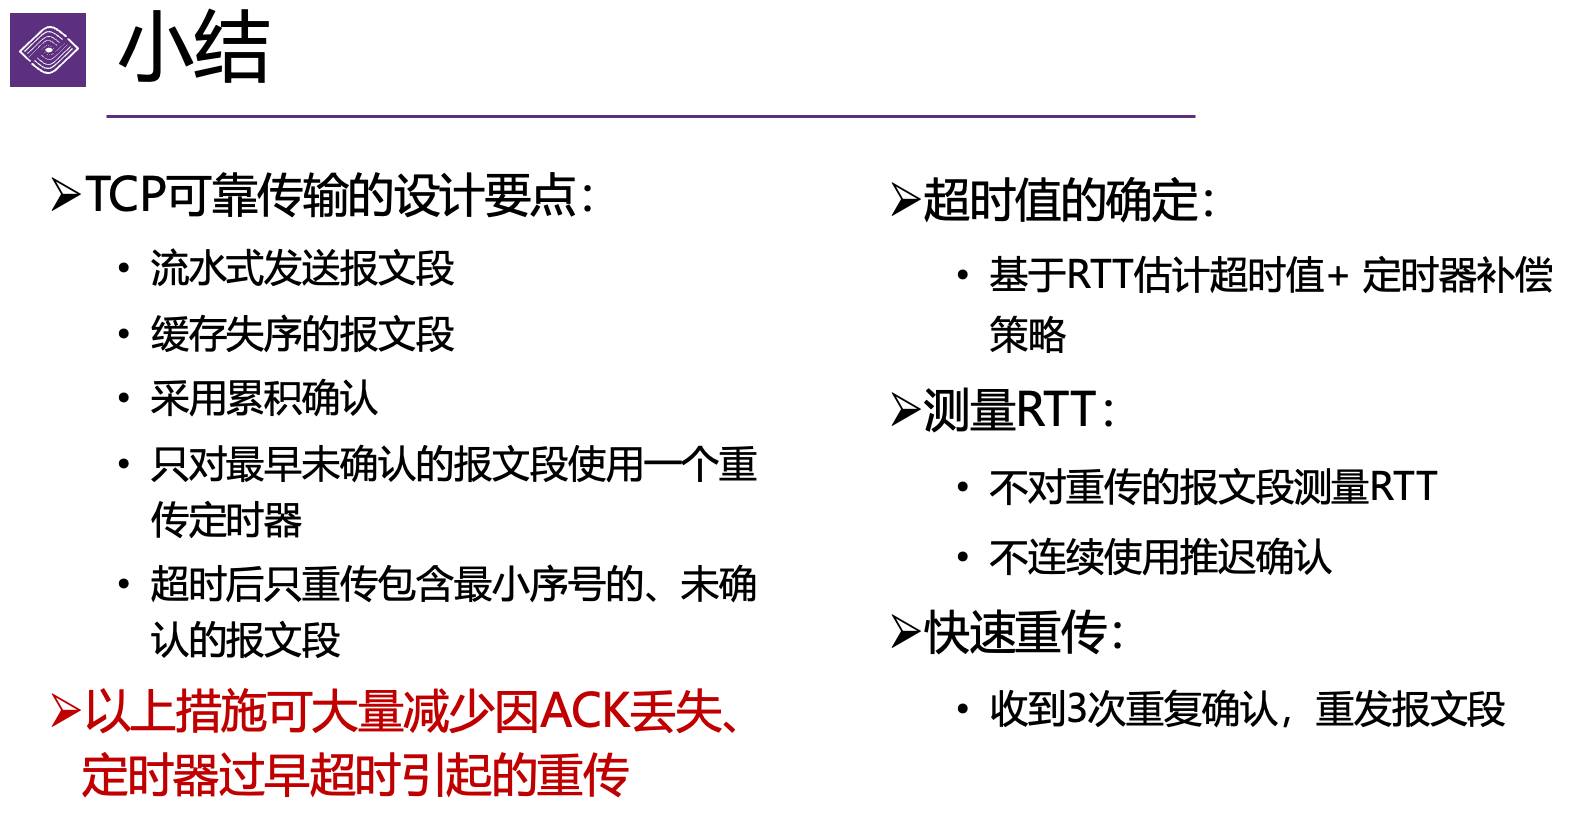 小结
➢TCP可靠传输的设计要点：
• 流水式发送报文段
• 缓存失序的报文段
• 采用累积确认
• 只对最早未确认的报文段使用一个重
传定时器
• 超时后只重传包含最小序号的、未确
认的报文段
➢以上措施可大量减少因ACK丢失、
定时器过早超时引起的重传
➢超时值的确定：
• 基于RTT估计超时值+ 定时器补偿
策略
➢测量RTT：
• 不对重传的报文段测量RTT
• 不连续使用推迟确认
➢快速重传：
• 收到3次重复确认，重发报文段